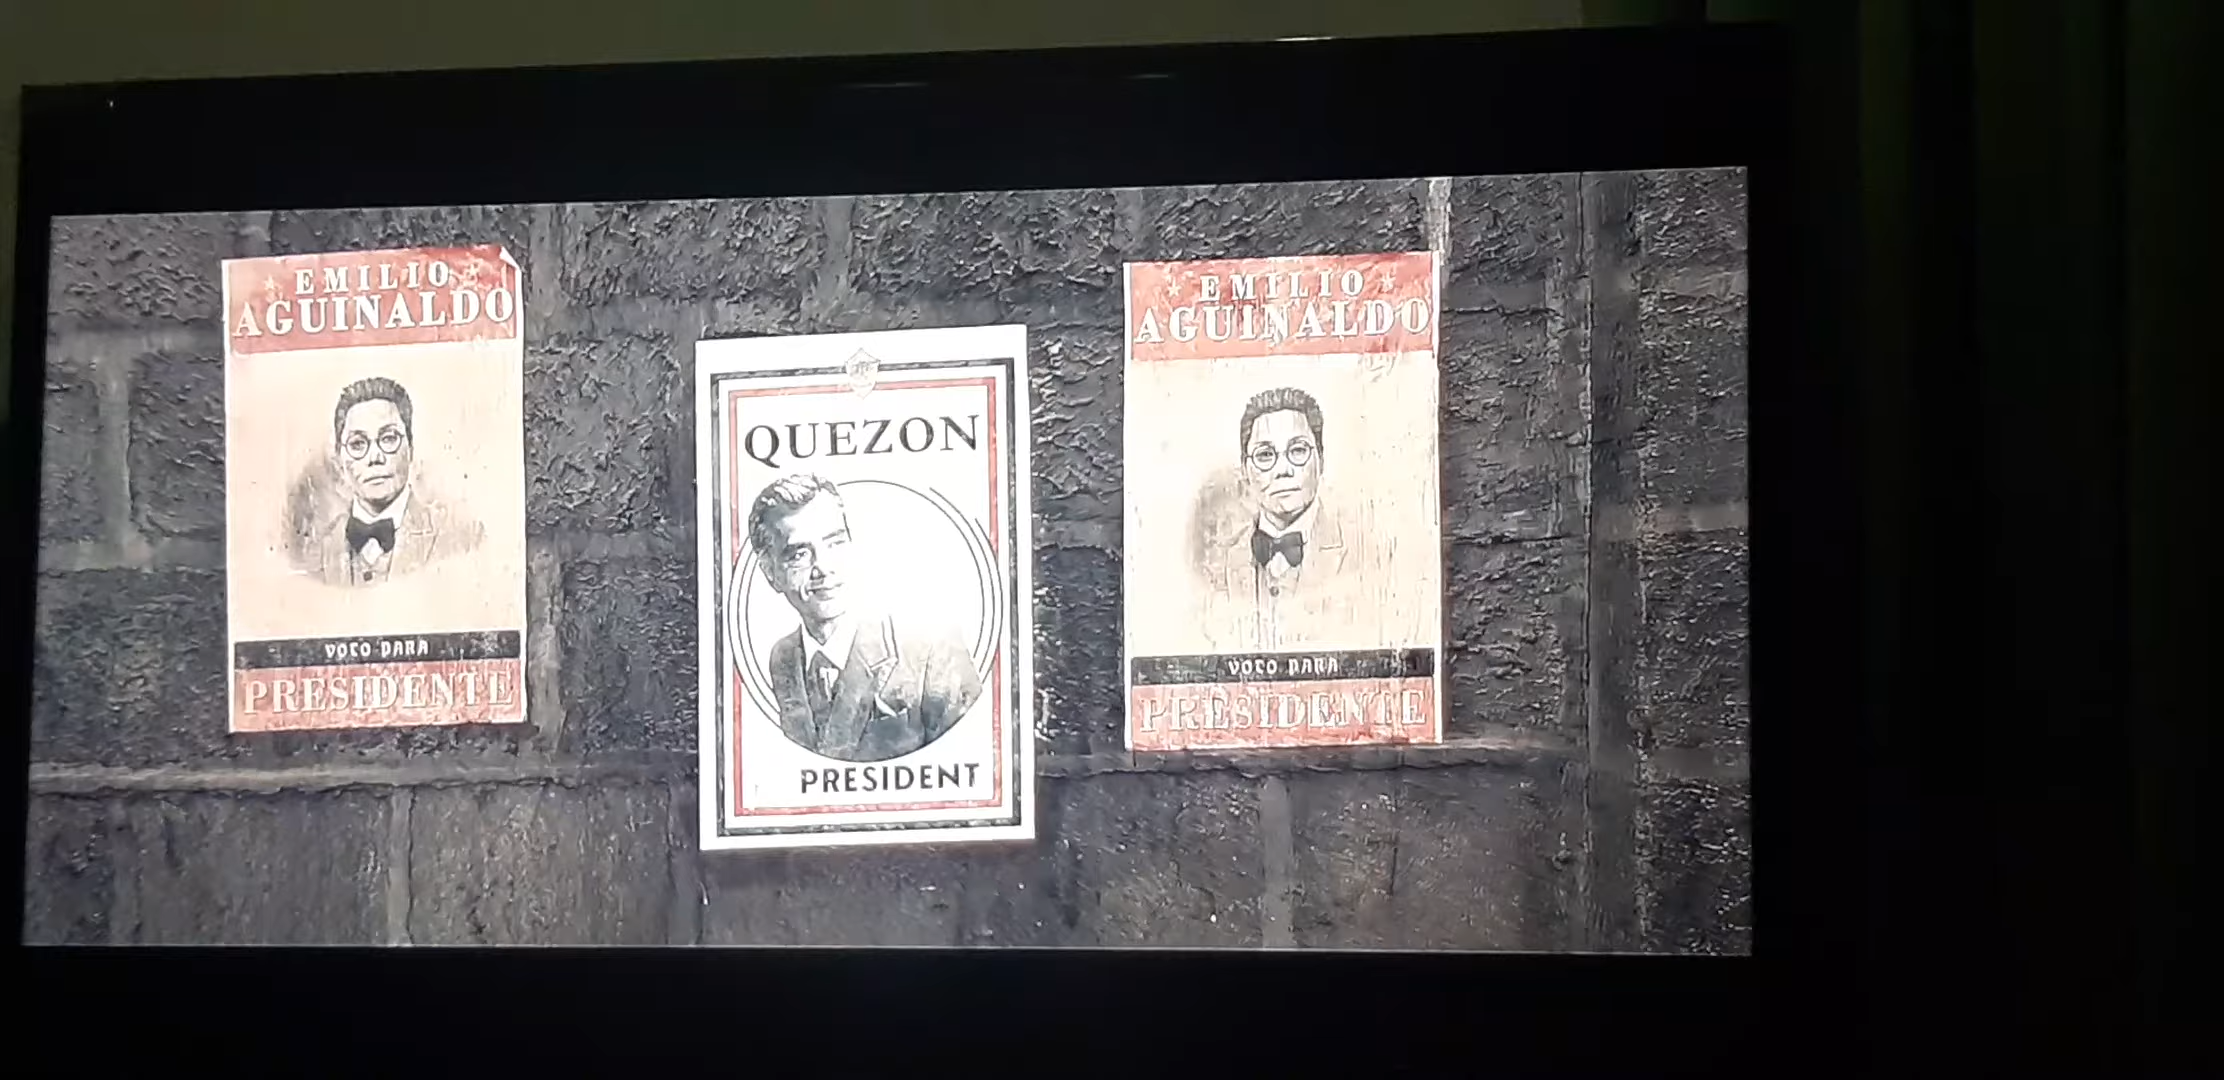 EMILIO
AGUINALDO
VOTO PARA
PRESIDENTE
QUEZON
PRESIDENT
EMILIO
AGUINALDO
VOTO PARA
PRESIDENTE